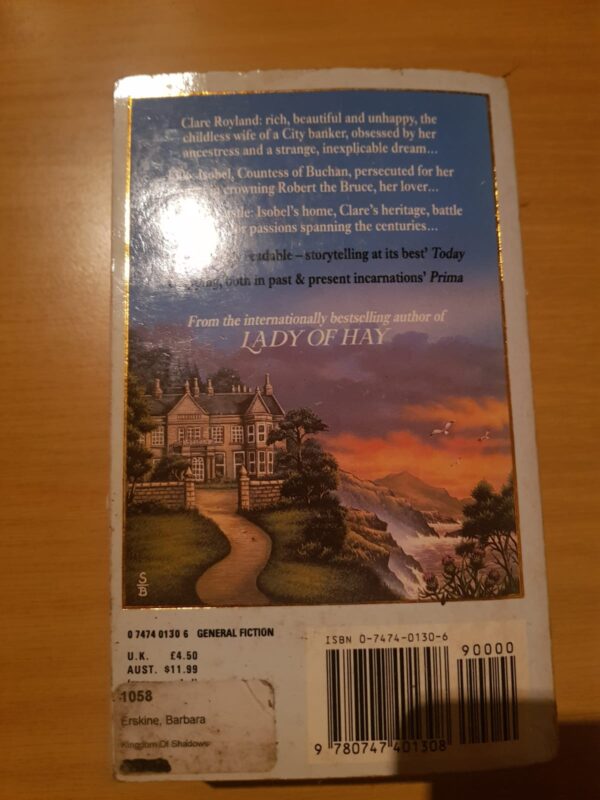 Clare Royland: rich, beautiful and unhappy, the
childless wife of a City banker, obsessed by her
ancestress and a strange, inexplicable dream...
Isobel, Countess of Buchan, persecuted for her
crowning Robert the Bruce, her lover...
Isobel's home, Clare's heritage, battle
passions spanning the centuries...
readable – storytelling at its best' Today
both in past & present incarnations' Prima
From the internationally bestselling author of
LADY OF HAY
S
B
0 7474 0130 6 GENERAL FICTION
U.K. £4.50
AUST. $11.99
1058
Erskine, Barbara
Kingdom Of Shadows
ISBN 0-7474-0130-6
90000
9 780747 401308